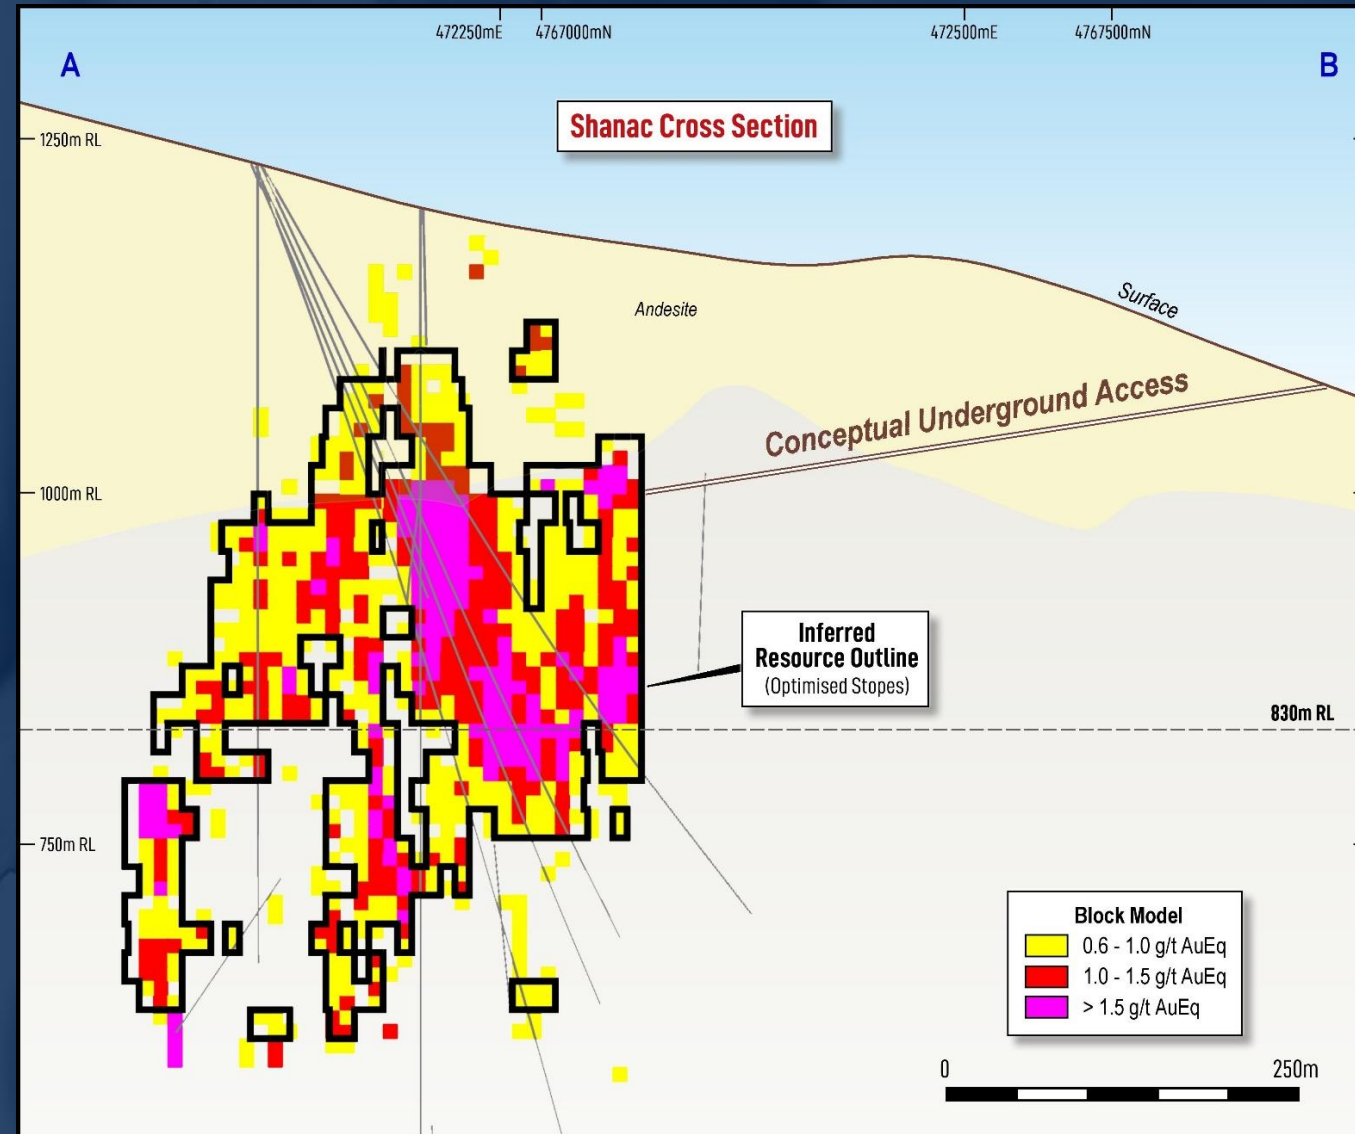 472250mE
4767000mN
472500mE
4767500mN
A
B
Shanac Cross Section
1250m RL
Surface
Andesite
Conceptual Underground Access
1000m RL
Inferred
Resource Outline
(Optimised Stopes)
830m RL
750m RL
Block Model
0.6 - 1.0 g/t AuEq
1.0 - 1.5 g/t AuEq
> 1.5 g/t AuEq
0
250m